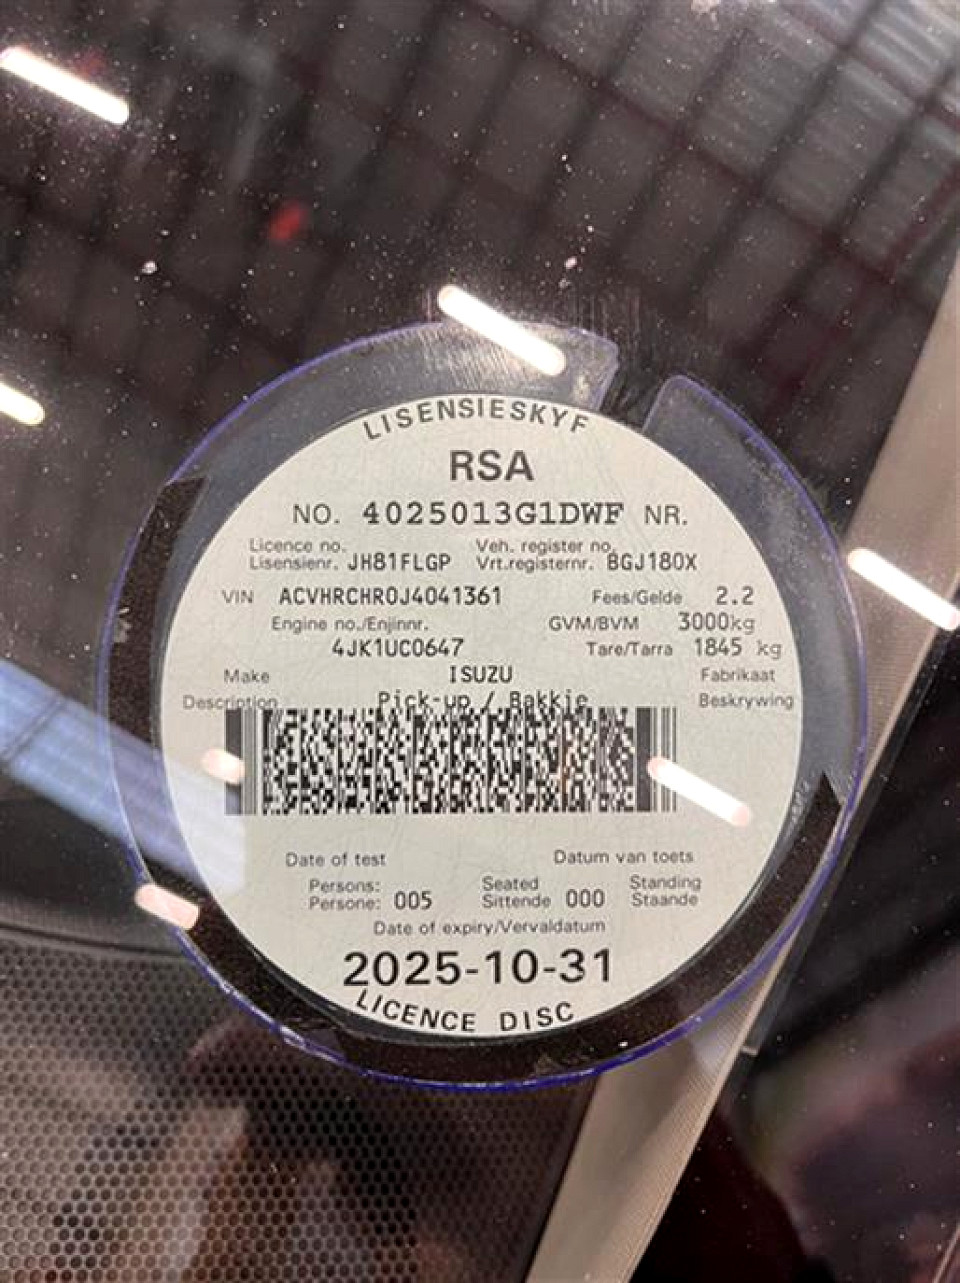 LISENSIESKYF
RSA
NO. 4025013G1DWF NR.
Licence no. Veh. register no.
Lisensienr. JH81FLGP Vrt.registernr. BGJ180X
VIN ACVHRCHR0J4041361 Fees/Gelde 2.2
Engine no./Enjinnr. GVM/BVM 3000kg
4JK1UC0647 Tare/Tarra 1845 kg
Make ISUZU Fabrikaat
Description Pick-up / Bakkie Beskrywing
Date of test Datum van toets
Persons: Seated Standing
Persone: 005 Sittende 000 Staande
Date of expiry/Vervaldatum
2025-10-31
LICENCE DISC